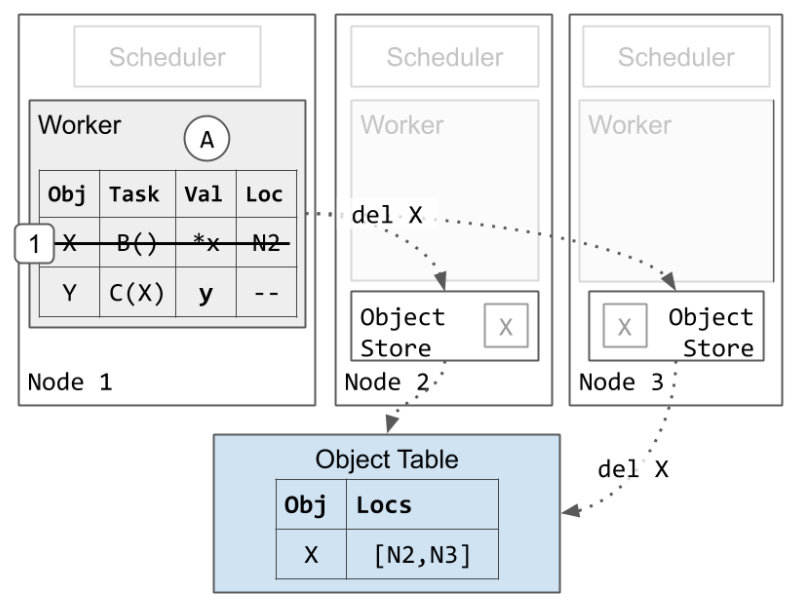 Scheduler
Scheduler
Scheduler
Worker
A
Worker
Worker
Obj Task Val Loc
1 X B() *x N2
Y C(X) y --
del X
Object
Store
X
X
Object
Store
Node 1
Node 2
Node 3
Object Table
Obj Locs
X [N2,N3]
del X